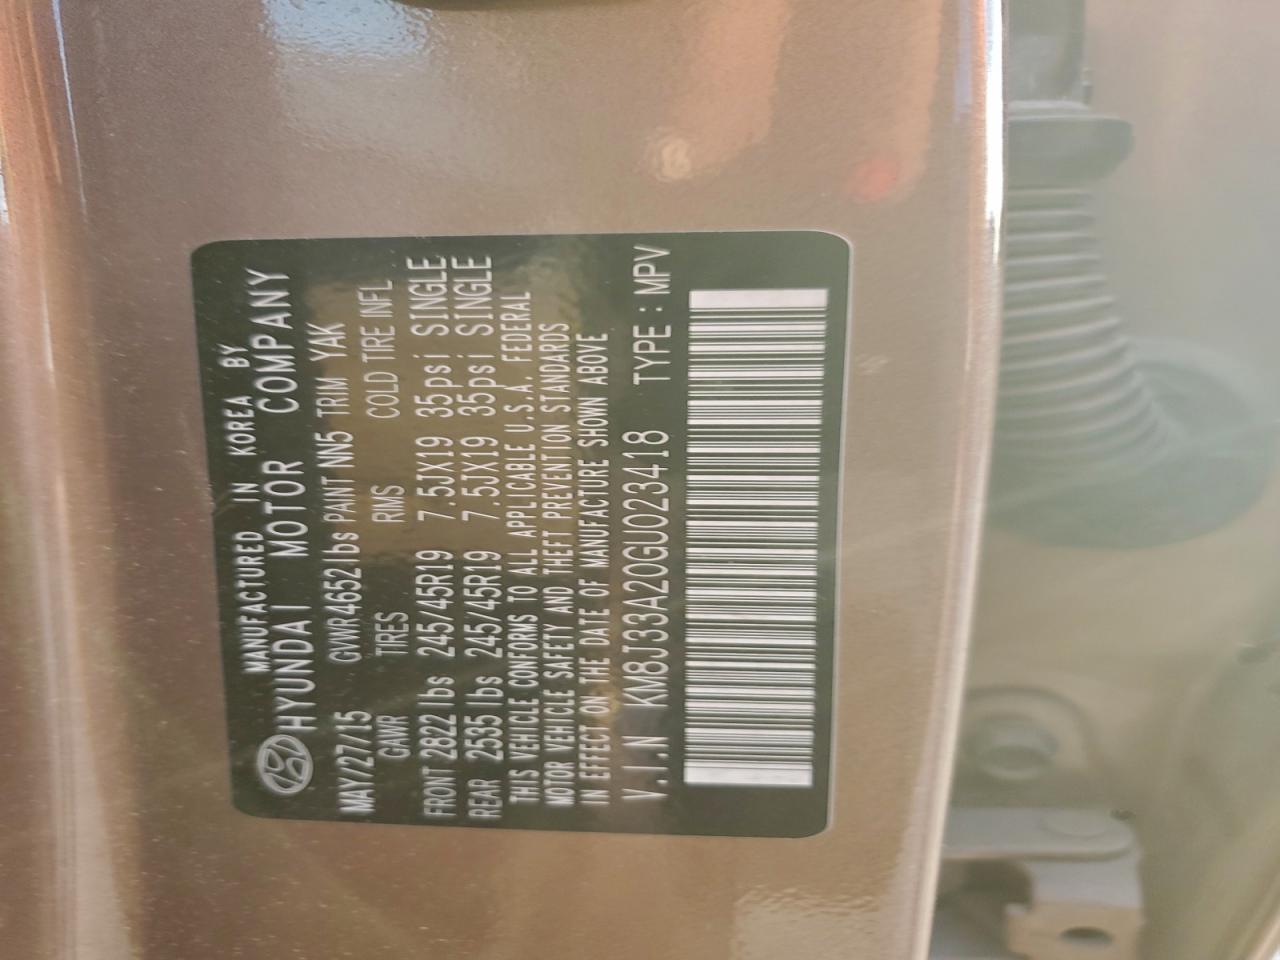 MANUFACTURED IN KOREA BY
HYUNDAI MOTOR COMPANY
MAY/27/15 GVWR4652lbs PAINT NN5 TRIM YAK
GAWR TIRES RIMS COLD TIRE INFL
FRONT 2822 lbs 245/45R19 7.5JX19 35psi SINGLE
REAR 2535 lbs 245/45R19 7.5JX19 35psi SINGLE
THIS VEHICLE CONFORMS TO ALL APPLICABLE U.S.A. FEDERAL
MOTOR VEHICLE SAFETY AND THEFT PREVENTION STANDARDS
IN EFFECT ON THE DATE OF MANUFACTURE SHOWN ABOVE
V.I.N KM8J33A20GU023418 TYPE : MPV